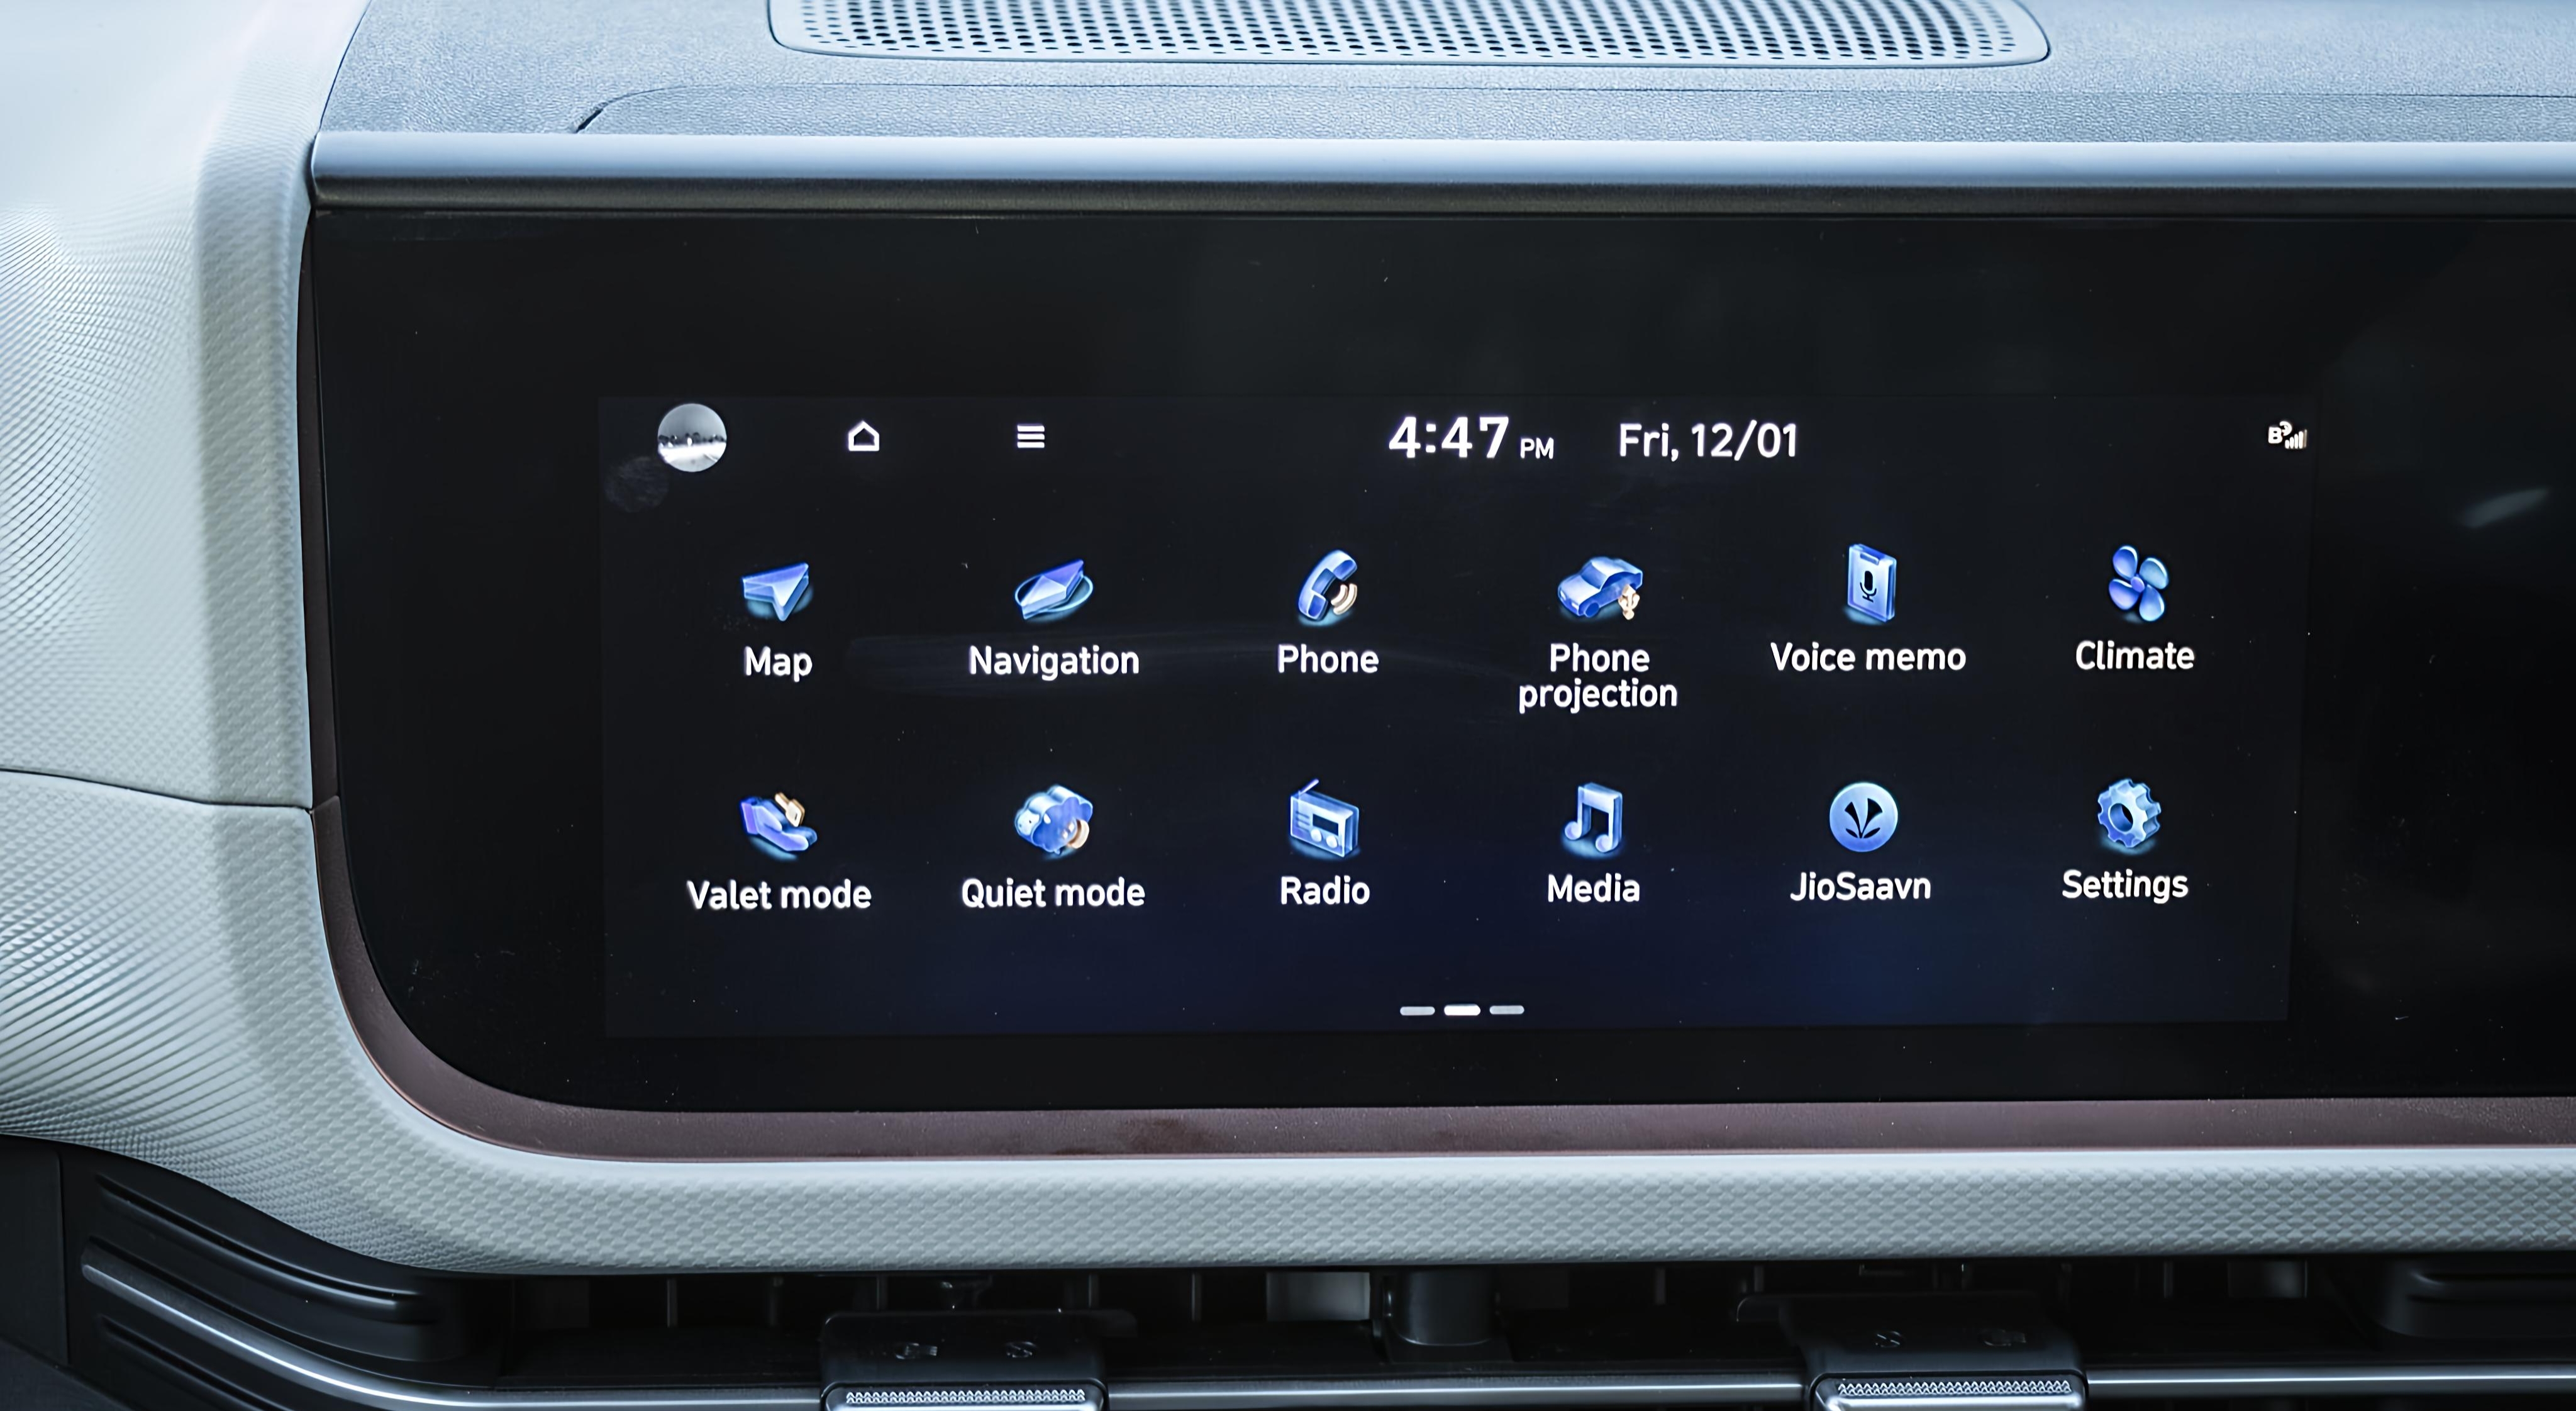 4:47 PM Fri, 12/01
Map Navigation Phone Phone projection Voice memo Climate
Valet mode Quiet mode Radio Media JioSaavn Settings